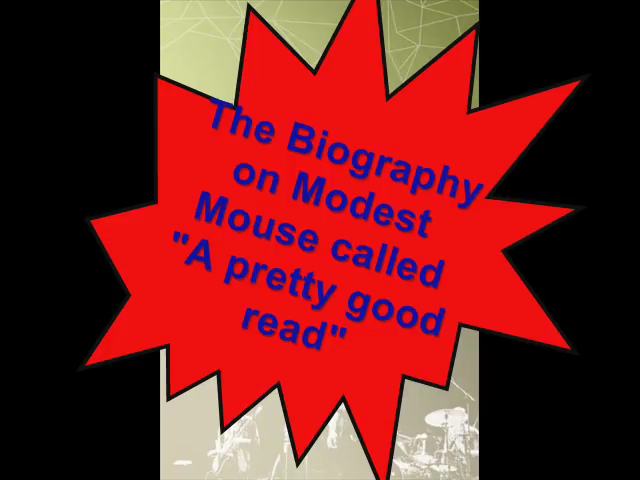 The Biography
on Modest
Mouse called
"A pretty good
read"